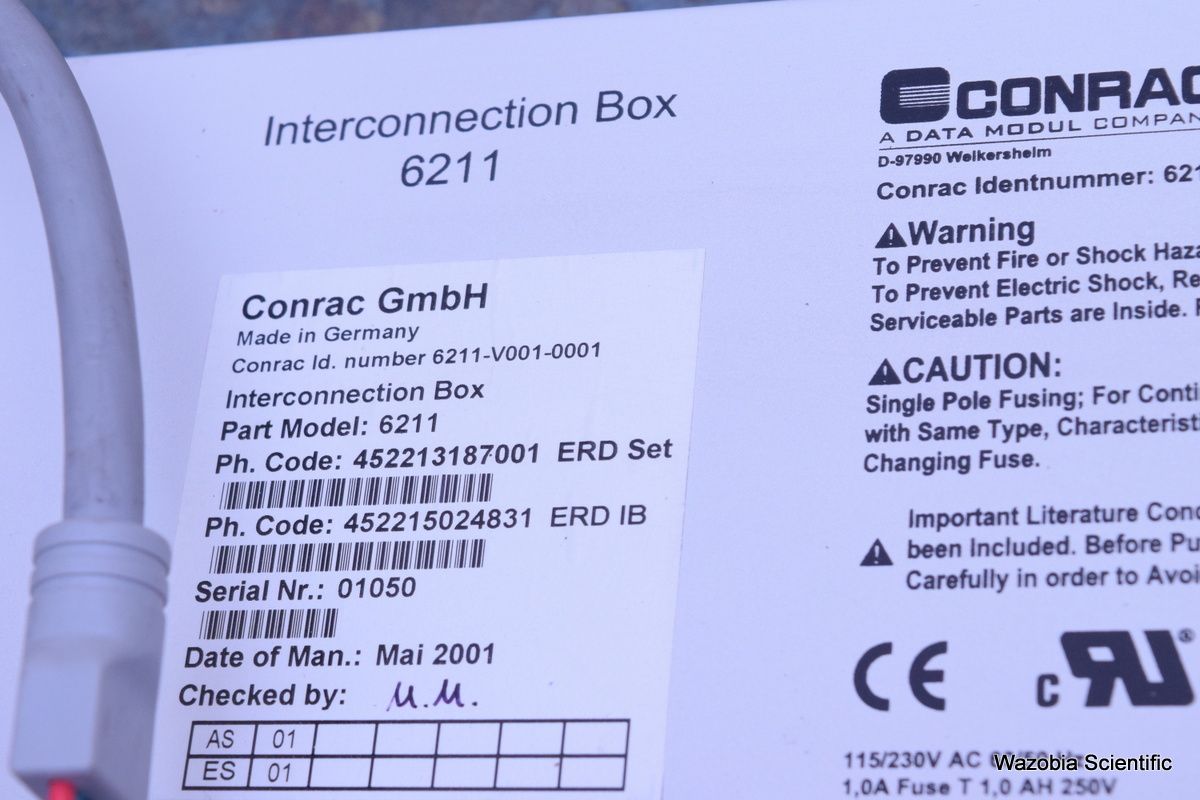 Interconnection Box
6211
Conrac GmbH
Made in Germany
Conrac Id. number 6211-V001-0001
Interconnection Box
Part Model: 6211
Ph. Code: 452213187001 ERD Set
Ph. Code: 452215024831 ERD IB
Serial Nr.: 01050
Date of Man.: Mai 2001
Checked by: M.M.
AS 01
ES 01
CONRAC
A DATA MODUL COMPAN
D-97990 Weikersheim
Conrac Identnummer: 621
Warning
To Prevent Fire or Shock Haza
To Prevent Electric Shock, Re
Serviceable Parts are Inside.
CAUTION:
Single Pole Fusing; For Conti
with Same Type, Characterist
Changing Fuse.
Important Literature Conc
been Included. Before Pu
Carefully in order to Avoi
CE
c RU ®
115/230V AC
1,0A Fuse T 1,0 AH 250V
Wazobia Scientific